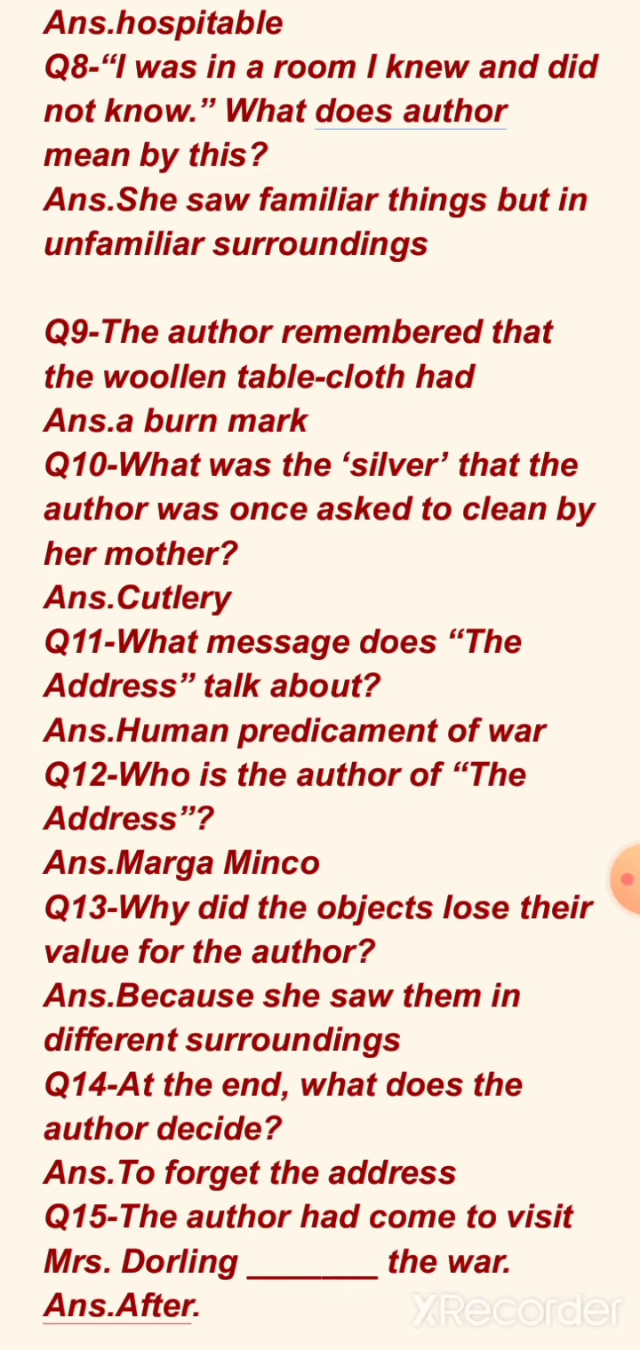 Ans.hospitable
Q8-“I was in a room I knew and did
not know.” What does author
mean by this?
Ans.She saw familiar things but in
unfamiliar surroundings
Q9-The author remembered that
the woollen table-cloth had
Ans.a burn mark
Q10-What was the ‘silver’ that the
author was once asked to clean by
her mother?
Ans.Cutlery
Q11-What message does “The
Address” talk about?
Ans.Human predicament of war
Q12-Who is the author of “The
Address”?
Ans.Marga Minco
Q13-Why did the objects lose their
value for the author?
Ans.Because she saw them in
different surroundings
Q14-At the end, what does the
author decide?
Ans.To forget the address
Q15-The author had come to visit
Mrs. Dorling _______ the war.
Ans.After.
XRecorder